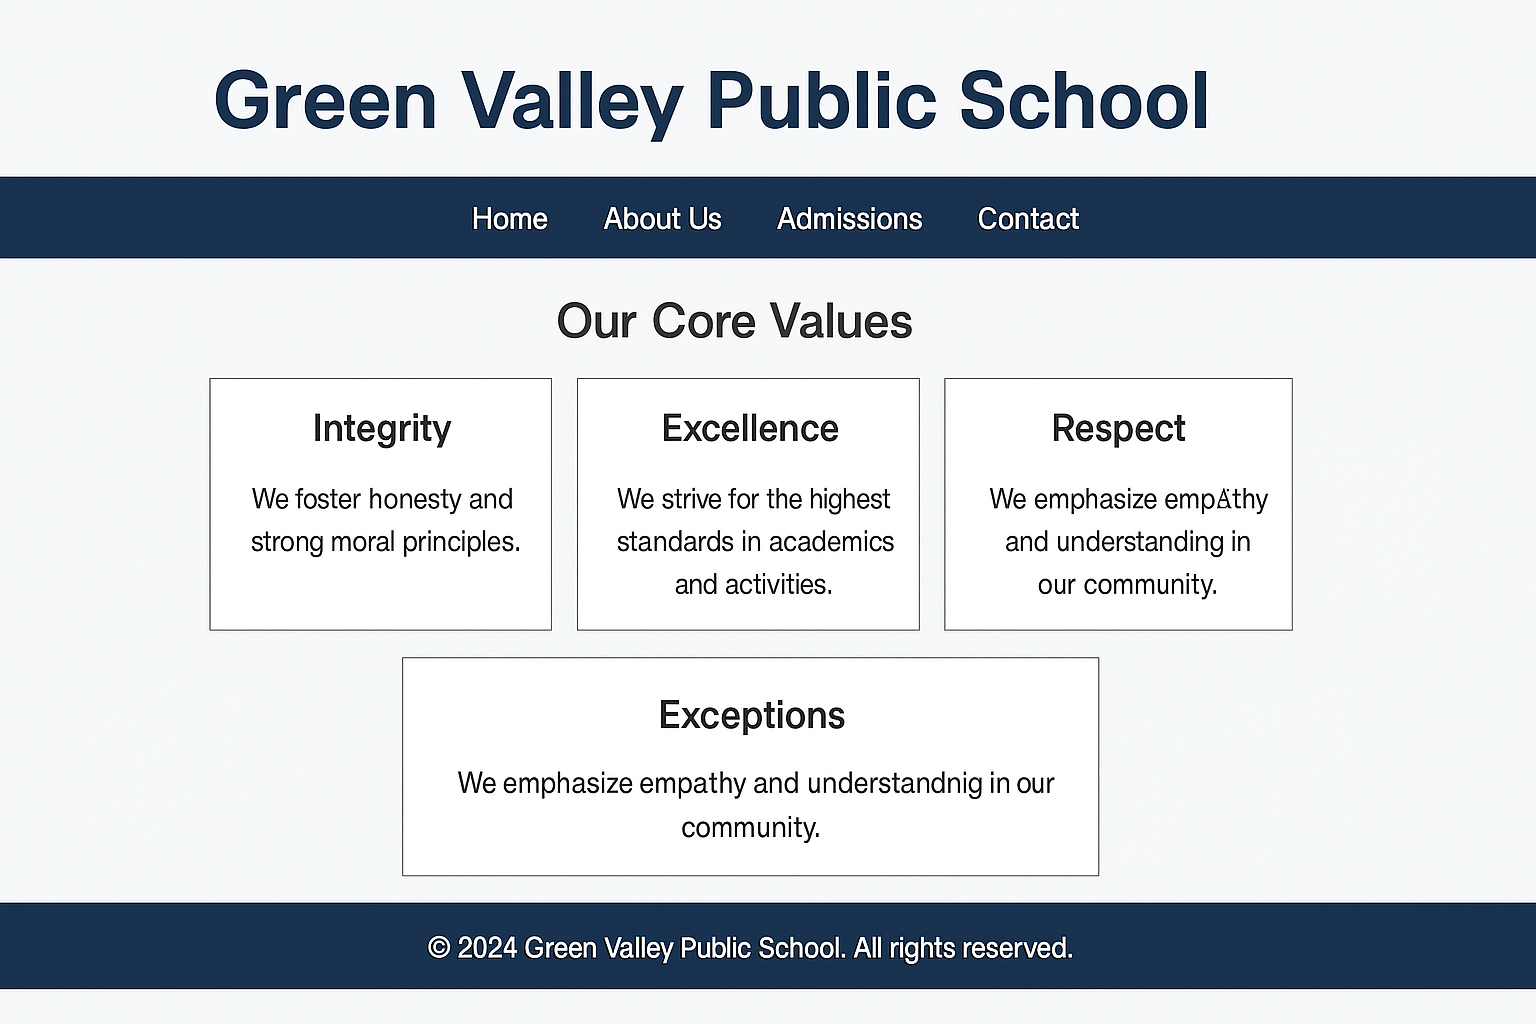 Green Valley Public School
Home About Us Admissions Contact
Our Core Values
Integrity
We foster honesty and
strong moral principles.
Excellence
We strive for the highest
standards in academics
and activities.
Respect
We emphasize empÄthy
and understanding in
our community.
Exceptions
We emphasize empathy and understandnig in our
community.
© 2024 Green Valley Public School. All rights reserved.